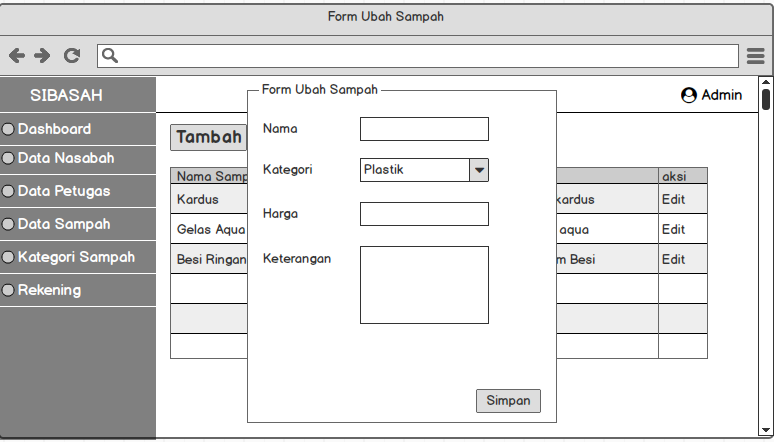 Form Ubah Sampah
SIBASAH
Admin
Dashboard
Data Nasabah
Data Petugas
Data Sampah
Kategori Sampah
Rekening
Tambah
Nama Samp
aksi
Kardus
kardus
Edit
Gelas Aqua
aqua
Edit
Besi Ringan
m Besi
Edit
Form Ubah Sampah
Nama
Kategori
Plastik
Harga
Keterangan
Simpan